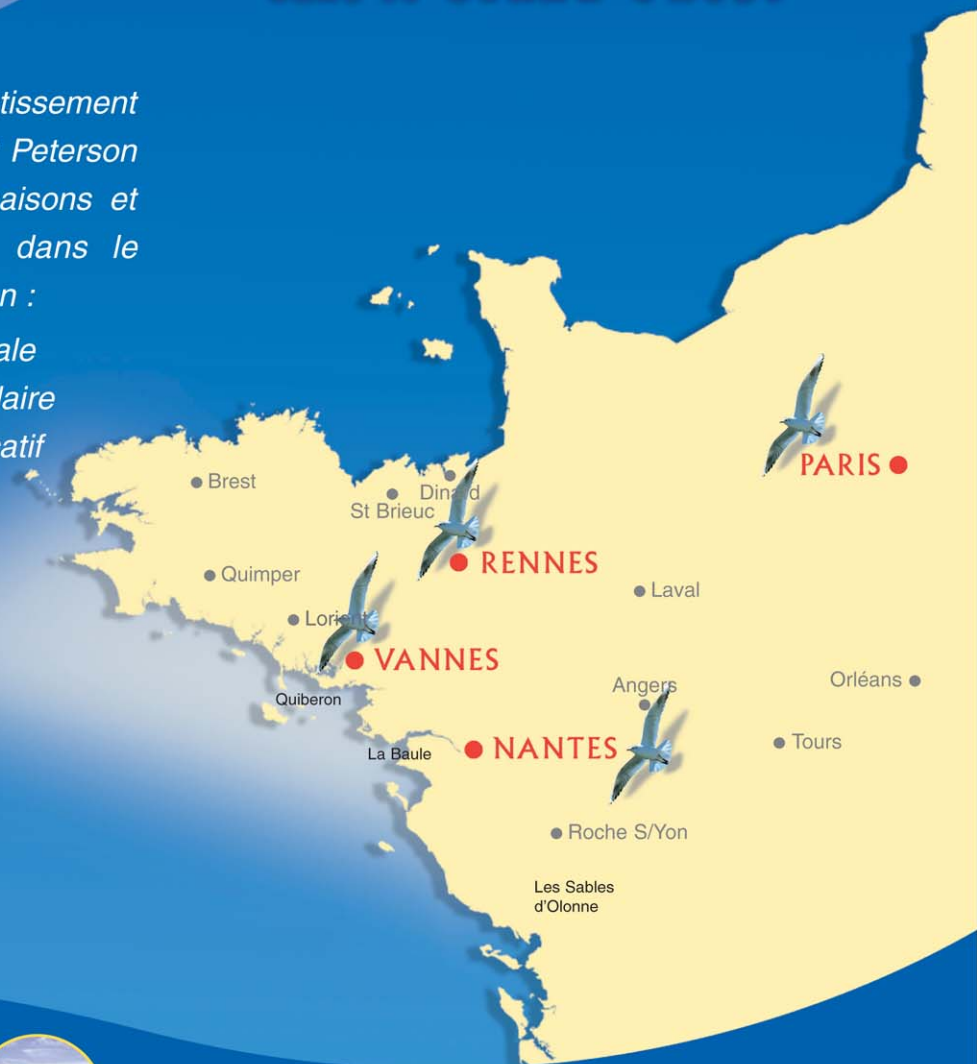 tissement
Peterson
aisons et
dans le
n :
ale
laire
atif
PARIS
Brest
Dinard
St Brieuc
RENNES
Quimper
Laval
Lorient
VANNES
Orléans
Angers
Quiberon
Tours
La Baule
NANTES
Roche S/Yon
Les Sables
d'Olonne